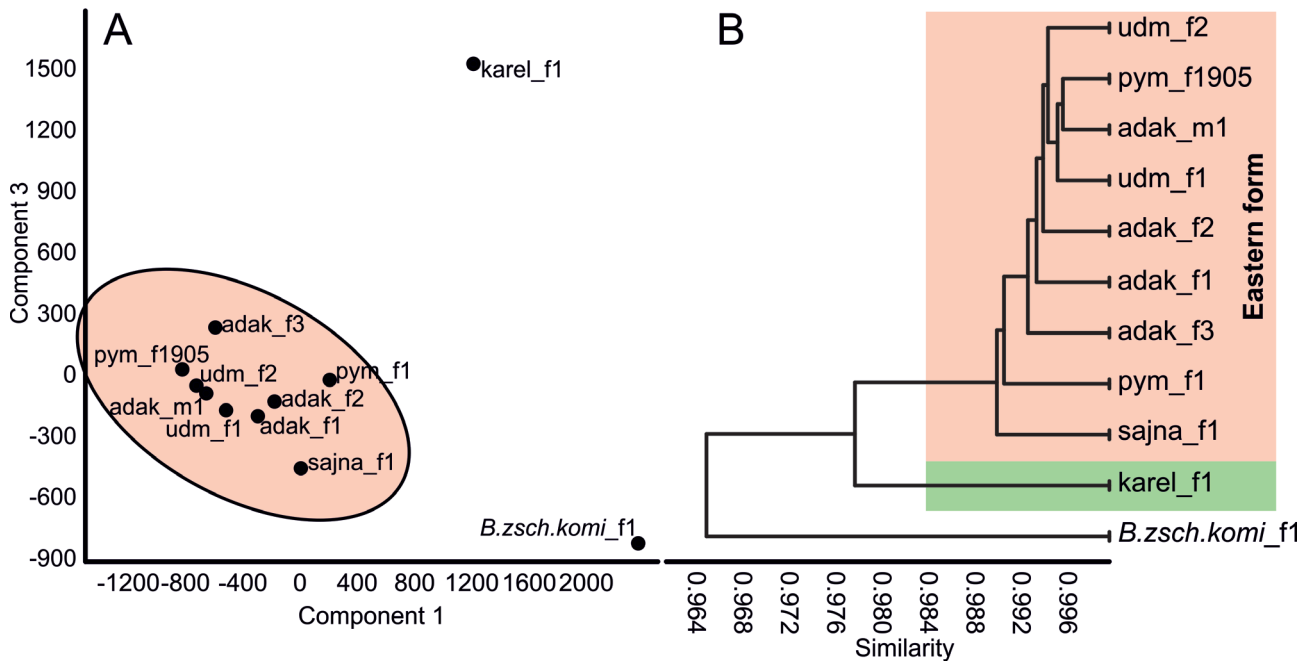 A
Component 3
1500
1200
900
600
300
0
-300
-600
-900
karel_f1
adak_f3
pym_f1905
udm_f2
pym_f1
adak_m1
adak_f2
udm_f1
adak_f1
sajna_f1
B.zsch.komi_f1
-1200 -800 -400 0 400 800 1200 1600 2000
Component 1
B
udm_f2
pym_f1905
adak_m1
udm_f1
adak_f2
adak_f1
adak_f3
pym_f1
sajna_f1
karel_f1
B.zsch.komi_f1
Eastern form
0.964
0.968
0.972
0.976
0.980
0.984
0.988
0.992
0.996
Similarity